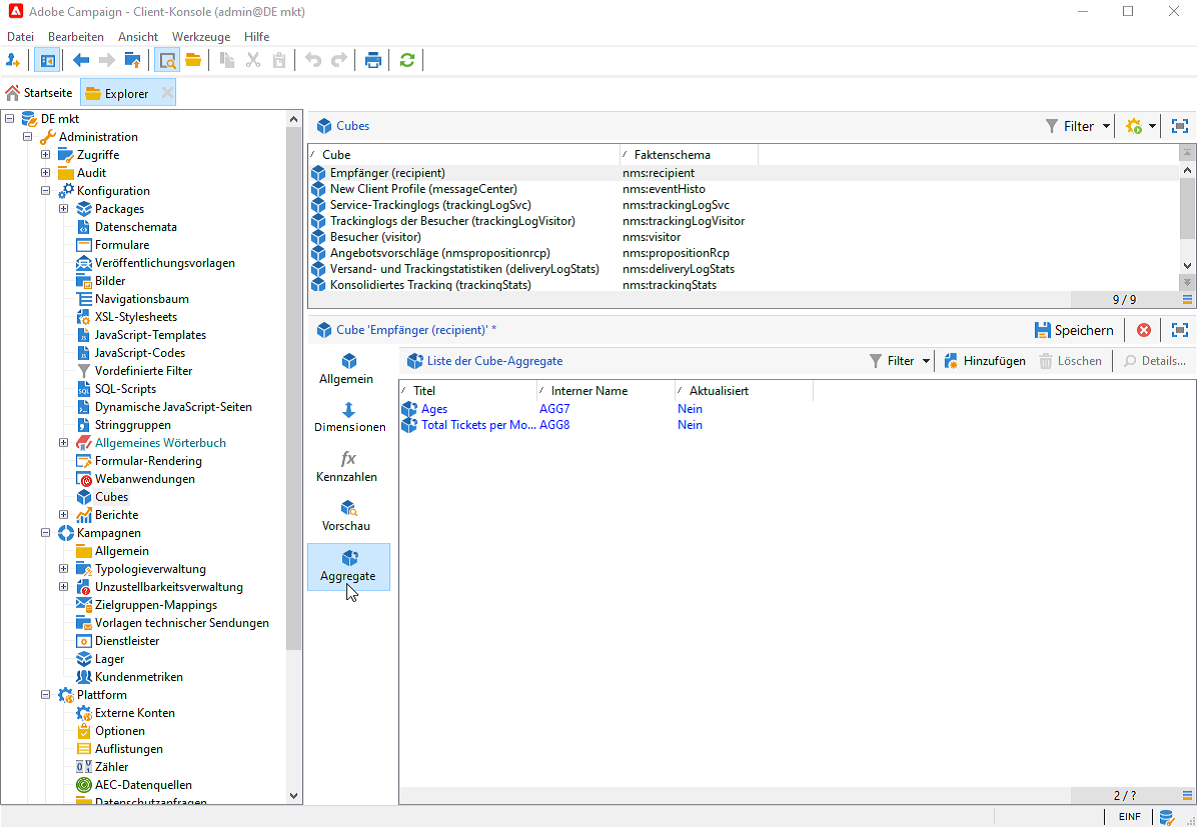 Adobe Campaign - Client-Konsole (admin@DE mkt)
Datei Bearbeiten Ansicht Werkzeuge Hilfe
Startseite Explorer
DE mkt
Administration
Zugriffe
Audit
Konfiguration
Packages
Datenschemata
Formulare
Veröffentlichungsvorlagen
Bilder
Navigationsbaum
XSL-Stylesheets
JavaScript-Templates
JavaScript-Codes
Vordefinierte Filter
SQL-Scripts
Dynamische JavaScript-Seiten
Stringgruppen
Allgemeines Wörterbuch
Formular-Rendering
Webanwendungen
Cubes
Berichte
Kampagnen
Allgemein
Typologieverwaltung
Unzustellbarkeitsverwaltung
Zielgruppen-Mappings
Vorlagen technischer Sendungen
Dienstleister
Lager
Kundenmetriken
Plattform
Externe Konten
Optionen
Auflistungen
Zähler
AEC-Datenquellen
Datenschutzanfragen
Cubes Filter
Cube Faktenschema
Empfänger (recipient) nms:recipient
New Client Profile (messageCenter) nms:eventHisto
Service-Trackinglogs (trackingLogSvc) nms:trackingLogSvc
Trackinglogs der Besucher (trackingLogVisitor) nms:trackingLogVisitor
Besucher (visitor) nms:visitor
Angebotsvorschläge (nmspropositionrcp) nms:propositionRcp
Versand- und Trackingstatistiken (deliveryLogStats) nms:deliveryLogStats
Konsolidiertes Tracking (trackingStats) nms:trackingStats
9 / 9
Cube 'Empfänger (recipient)' * Speichern
Allgemein
Dimensionen
fx
Kennzahlen
Vorschau
Aggregate
Liste der Cube-Aggregate Filter Hinzufügen Löschen Details...
Titel Interner Name Aktualisiert
Ages AGG7 Nein
Total Tickets per Mo... AGG8 Nein
2 / ?
EINF